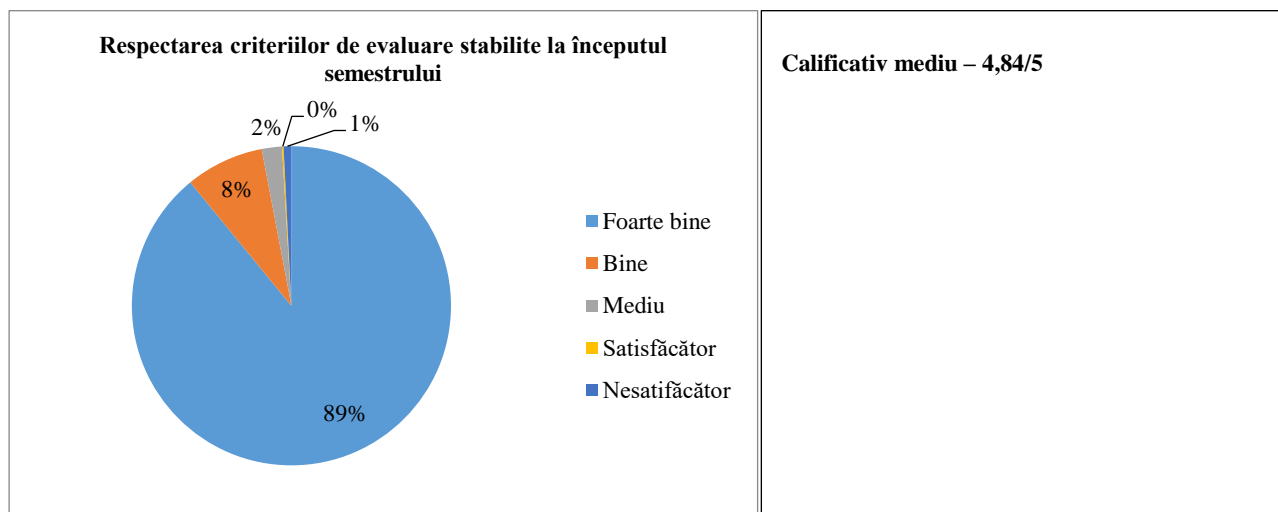 Respectarea criteriilor de evaluare stabilite la începutul
semestrului
0%
1%
2%
8%
89%
Foarte bine
Bine
Mediu
Satisfăcător
Nesatifăcător
Calificativ mediu – 4,84/5